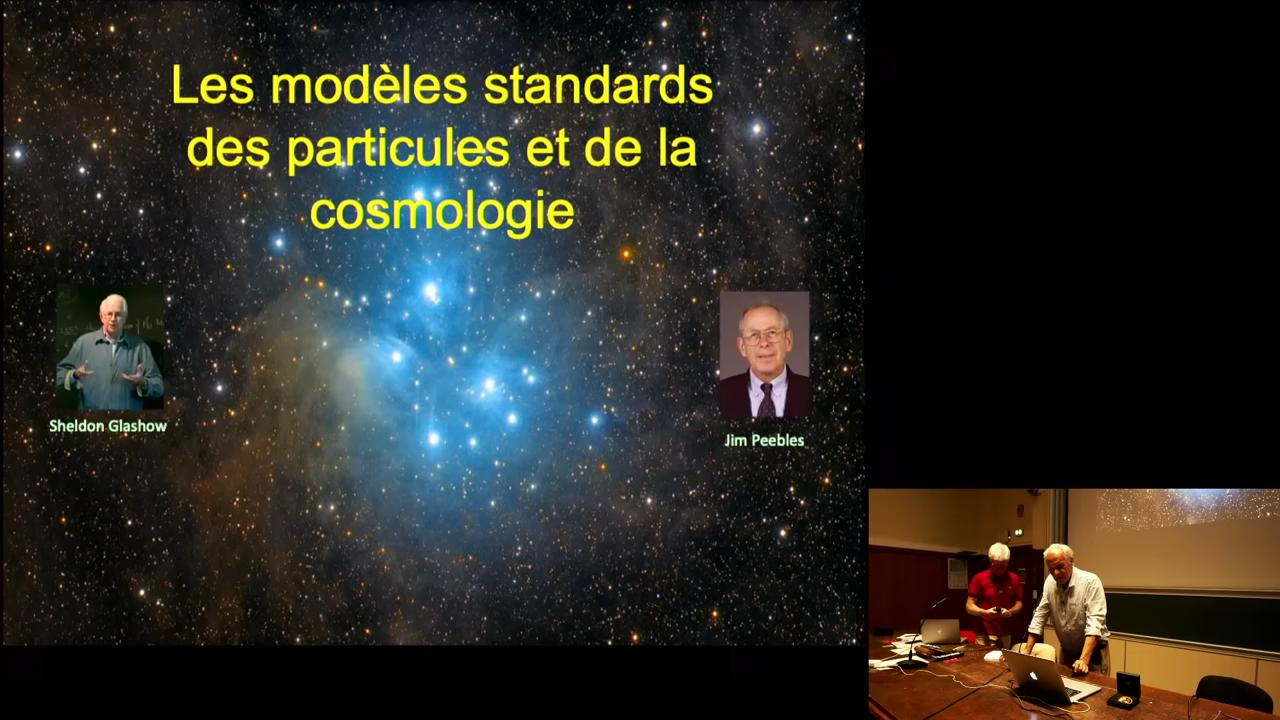 Les modèles standards
des particules et de la
cosmologie
Sheldon Glashow
Jim Peebles